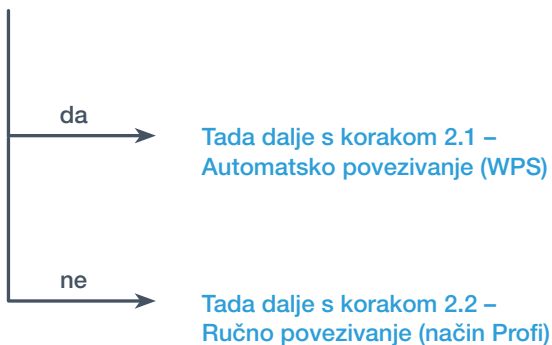 da
Tada dalje s korakom 2.1 –
Automatsko povezivanje (WPS)
ne
Tada dalje s korakom 2.2 –
Ručno povezivanje (način Profi)